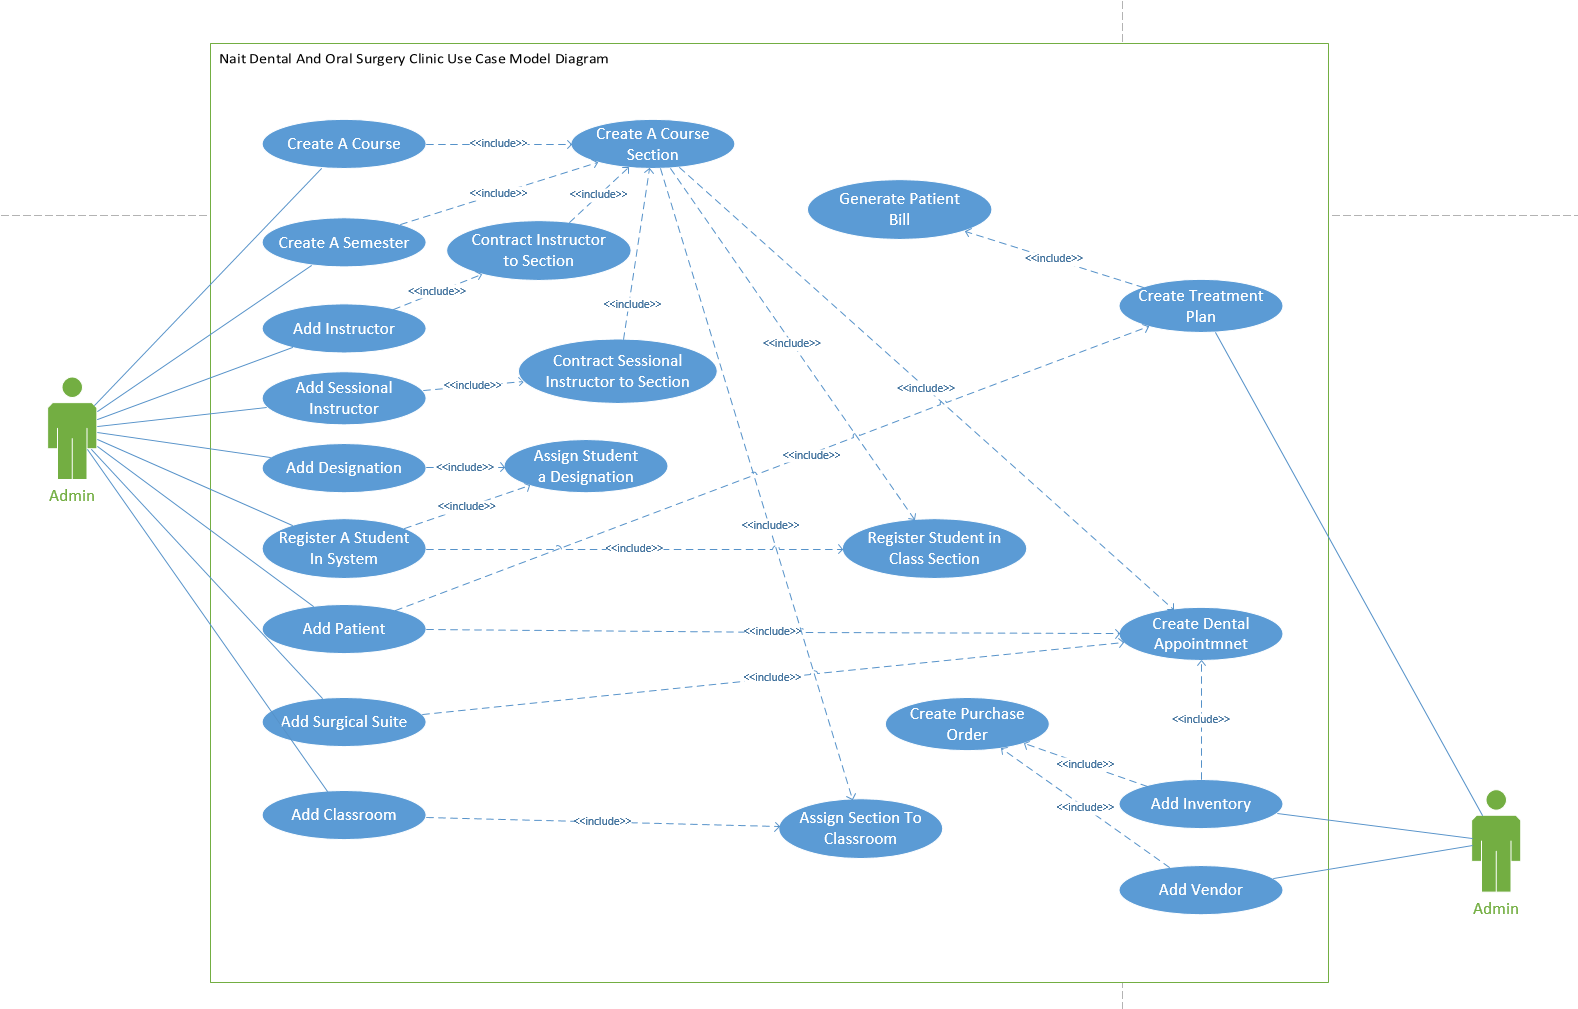 Nait Dental And Oral Surgery Clinic Use Case Model Diagram
Create A Course
<<include>>
Create A Course
Section
<<include>>
<<include>>
Generate Patient
Bill
Create A Semester
Contract Instructor
to Section
<<include>>
<<include>>
<<include>>
Create Treatment
Plan
Add Instructor
<<include>>
Contract Sessional
Instructor to Section
Add Sessional
Instructor
<<include>>
<<include>>
Add Designation
<<include>>
Assign Student
a Designation
<<include>>
Admin
<<include>>
<<include>>
Register A Student
In System
<<include>>
Register Student in
Class Section
Add Patient
<<include>>
Create Dental
Appointmnet
<<include>>
Add Surgical Suite
Create Purchase
Order
<<include>>
<<include>>
Add Classroom
<<include>>
Assign Section To
Classroom
<<include>>
Add Inventory
Add Vendor
Admin